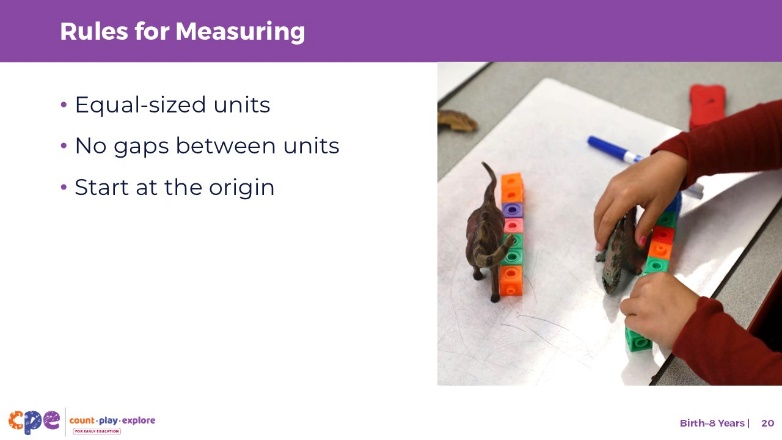 Rules for Measuring
• Equal-sized units
• No gaps between units
• Start at the origin
cpe count·play·explore
FOR EARLY EDUCATION
Birth–8 Years | 20